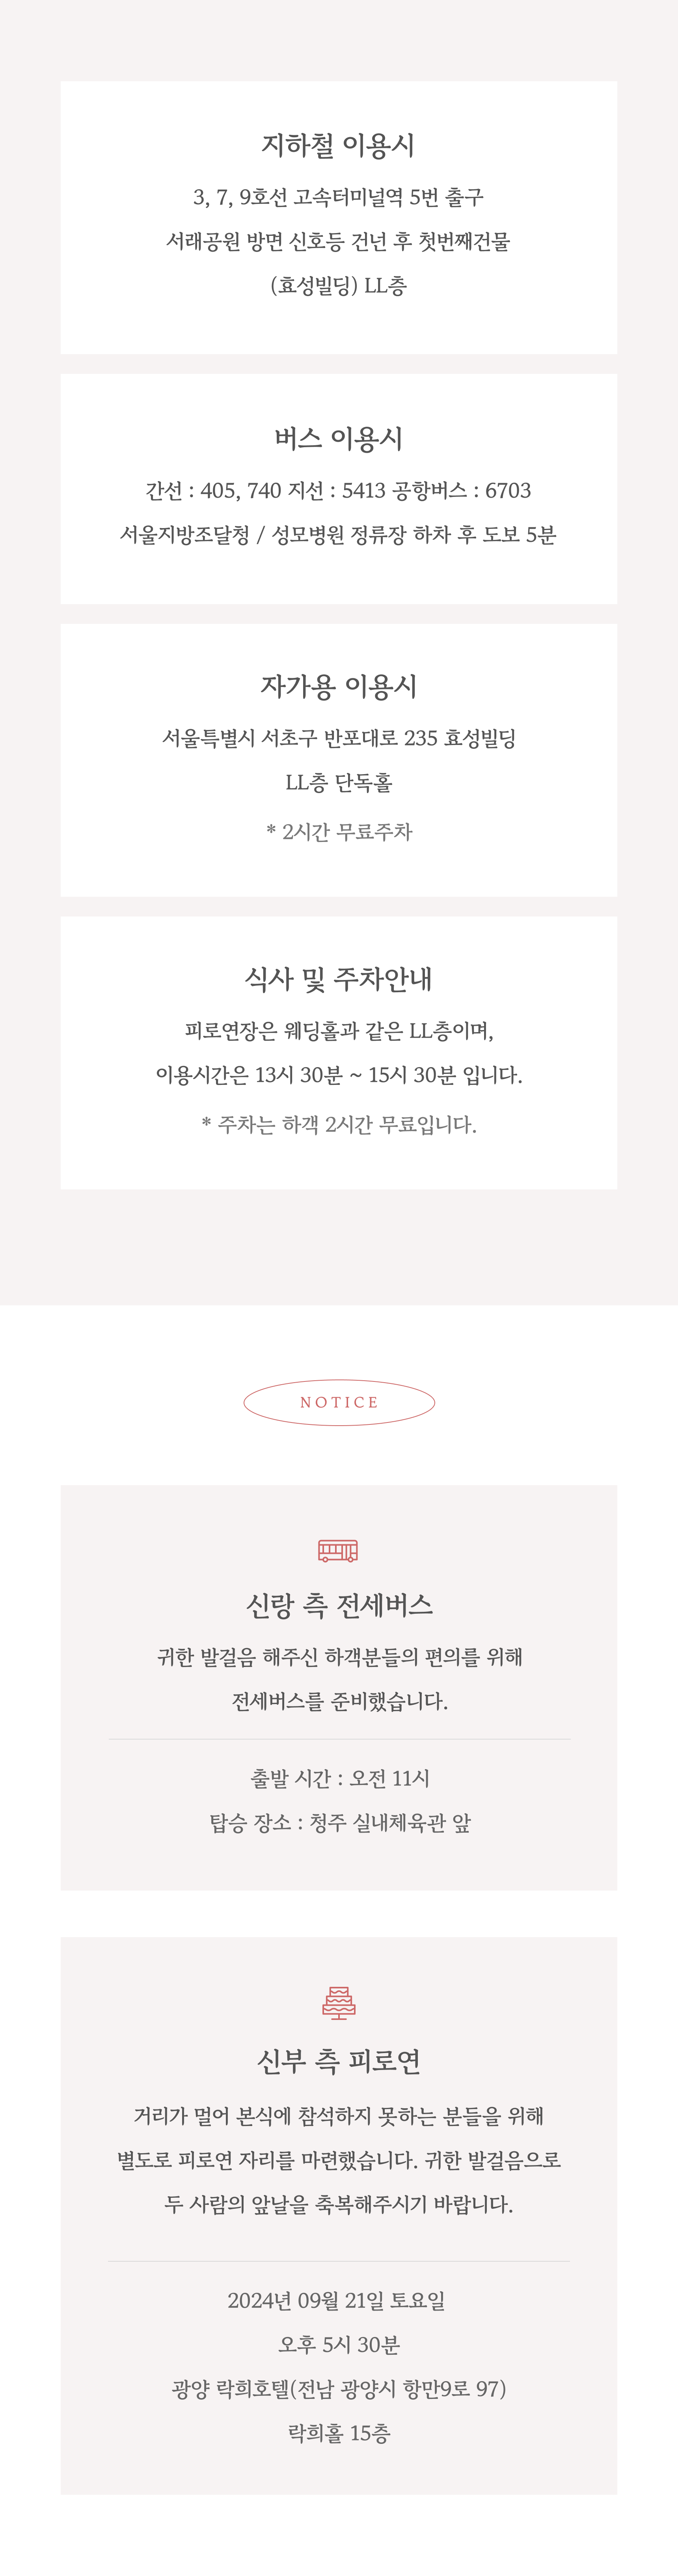 지하철 이용시
3, 7, 9호선 고속터미널역 5번 출구
서래공원 방면 신호등 건넌 후 첫번째건물
(효성빌딩) LL층
버스 이용시
간선 : 405, 740 지선 : 5413 공항버스 : 6703
서울지방조달청 / 성모병원 정류장 하차 후 도보 5분
자가용 이용시
서울특별시 서초구 반포대로 235 효성빌딩
LL층 단독홀
* 2시간 무료주차
식사 및 주차안내
피로연장은 웨딩홀과 같은 LL층이며,
이용시간은 13시 30분 ~ 15시 30분 입니다.
* 주차는 하객 2시간 무료입니다.
NOTICE
신랑 측 전세버스
귀한 발걸음 해주신 하객분들의 편의를 위해
전세버스를 준비했습니다.
출발 시간 : 오전 11시
탑승 장소 : 청주 실내체육관 앞
신부 측 피로연
거리가 멀어 본식에 참석하지 못하는 분들을 위해
별도로 피로연 자리를 마련했습니다. 귀한 발걸음으로
두 사람의 앞날을 축복해주시기 바랍니다.
2024년 09월 21일 토요일
오후 5시 30분
광양 락희호텔(전남 광양시 항만9로 97)
락희홀 15층